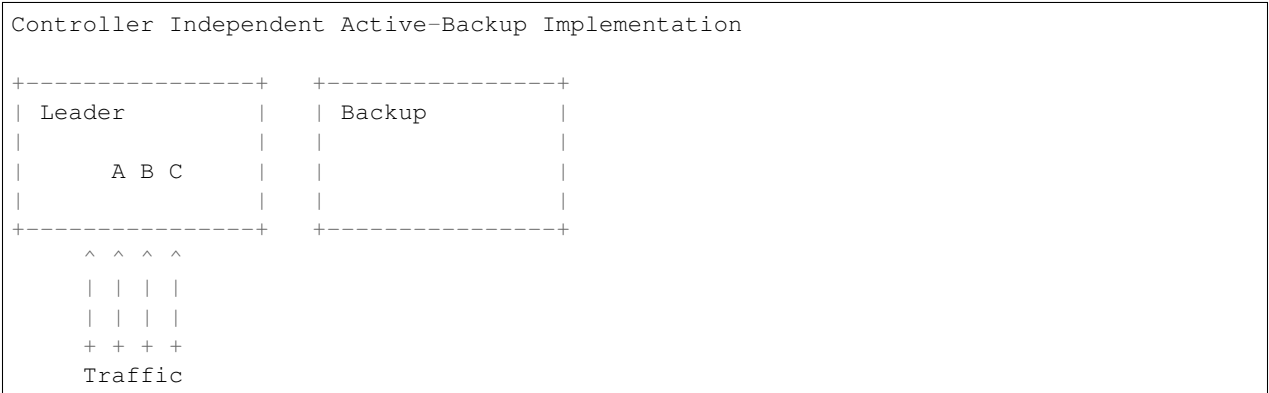 Controller Independent Active-Backup Implementation
+----------------+   +----------------+
| Leader         |   | Backup         |
|                |   |                |
|      A B C     |   |                |
|                |   |                |
+----------------+   +----------------+
     ^ ^ ^ ^
     | | | |
     | | | |
     + + + +
     Traffic